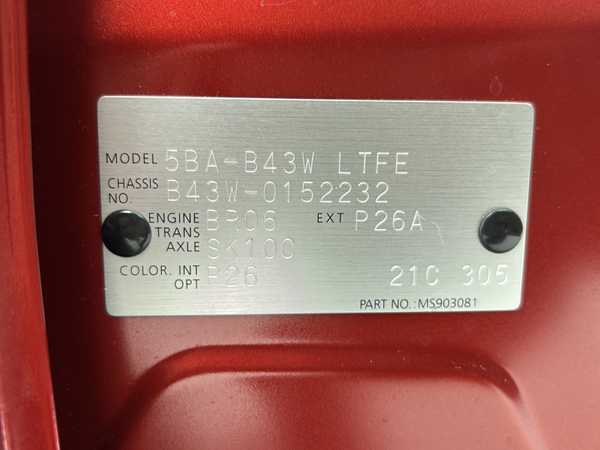 MODEL 5BA-B43W LTFE
CHASSIS NO. B43W-0152232
ENGINE BR06 EXT P26A
TRANS AXLE SK100
COLOR. INT P26 21C 305
OPT
PART NO.:MS903081